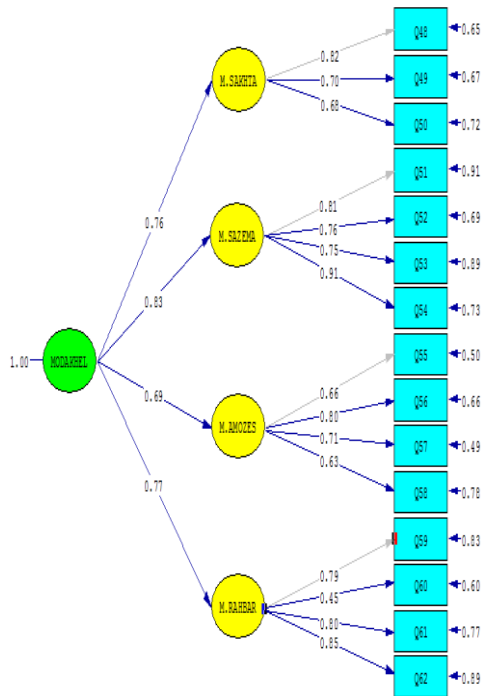 Q48
0.65
0.82
M.SAKHTA
0.70
Q49
0.67
0.68
Q50
0.72
Q51
0.91
0.76
0.81
Q52
0.69
M.SAZEMA
0.76
0.75
Q53
0.89
0.91
Q54
0.73
0.83
Q55
0.50
1.00
MODAKHEL
0.69
0.66
Q56
0.66
M.AMOZES
0.80
0.71
Q57
0.49
0.63
Q58
0.78
0.77
Q59
0.83
0.79
Q60
0.60
M.RAHBAR
0.45
0.80
Q61
0.77
0.85
Q62
0.89